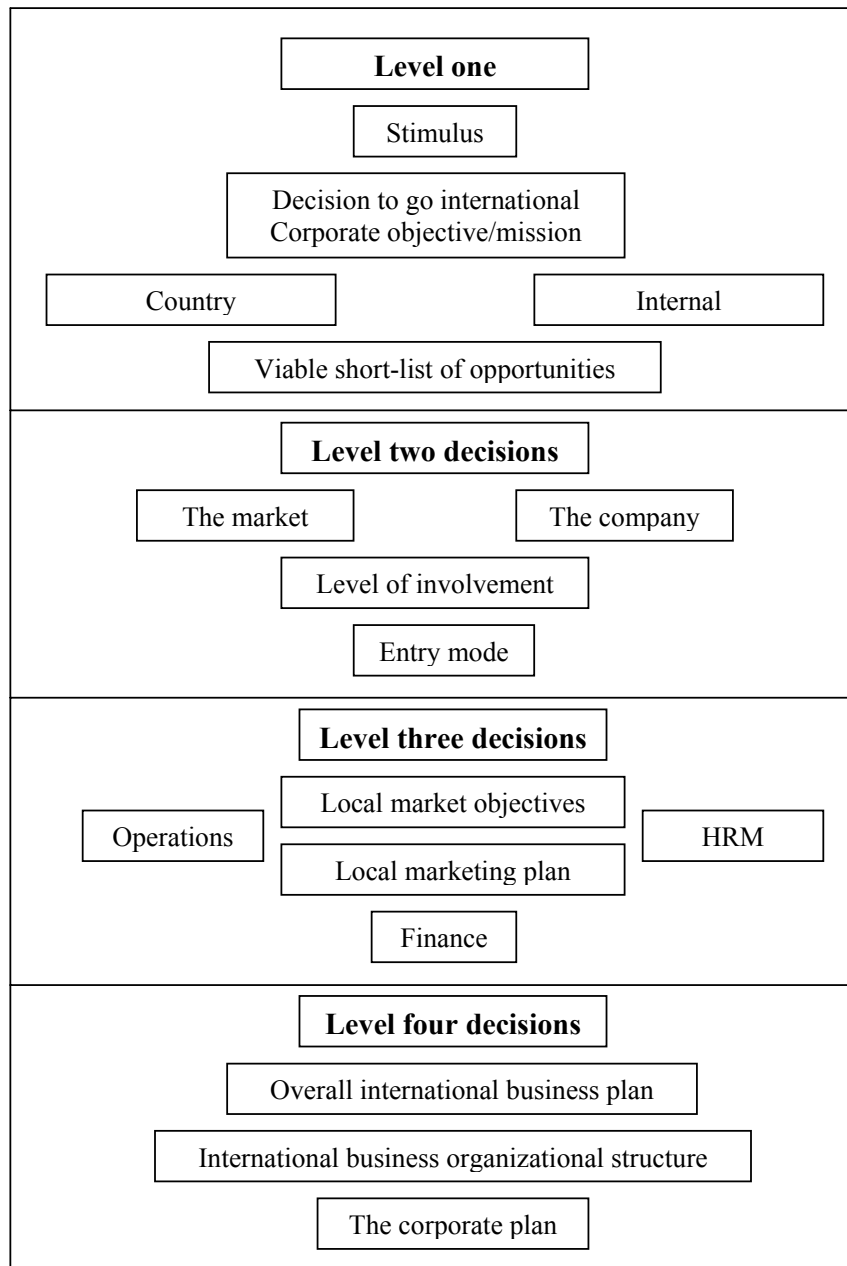 Level one
Stimulus
Decision to go international
Corporate objective/mission
Country
Internal
Viable short-list of opportunities
Level two decisions
The market
The company
Level of involvement
Entry mode
Level three decisions
Local market objectives
Operations
HRM
Local marketing plan
Finance
Level four decisions
Overall international business plan
International business organizational structure
The corporate plan